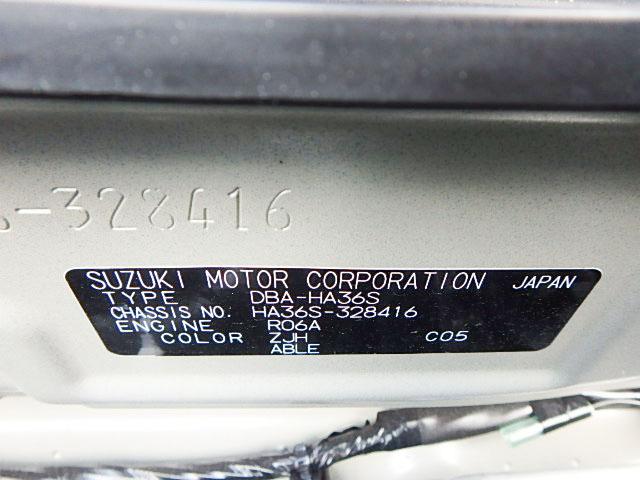 -328416
SUZUKI MOTOR CORPORATION JAPAN
TYPE DBA-HA36S
CHASSIS NO. HA36S-328416
ENGINE R06A
COLOR ZJH C05
ABLE